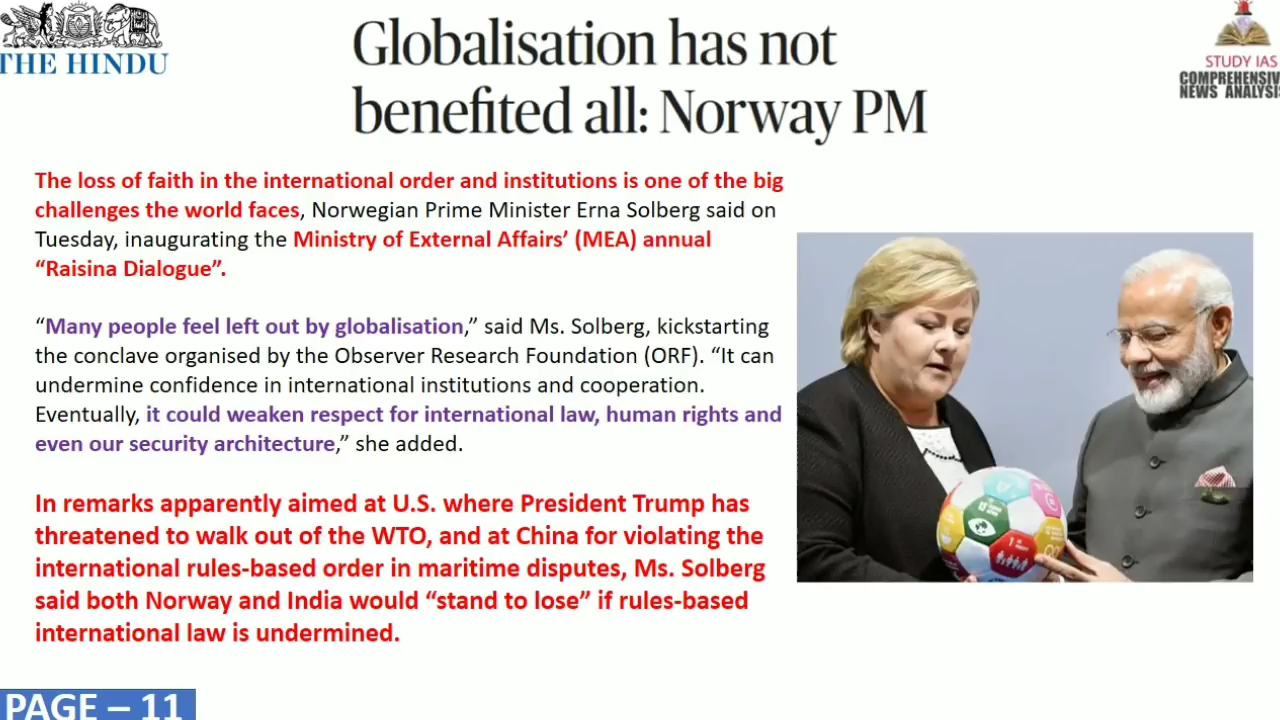 THE HINDU
Globalisation has not
benefited all: Norway PM
STUDY IAS
COMPREHENSIVE
NEWS ANALYSIS
The loss of faith in the international order and institutions is one of the big
challenges the world faces, Norwegian Prime Minister Erna Solberg said on
Tuesday, inaugurating the Ministry of External Affairs’ (MEA) annual
“Raisina Dialogue”.
“Many people feel left out by globalisation,” said Ms. Solberg, kickstarting
the conclave organised by the Observer Research Foundation (ORF). “It can
undermine confidence in international institutions and cooperation.
Eventually, it could weaken respect for international law, human rights and
even our security architecture,” she added.
In remarks apparently aimed at U.S. where President Trump has
threatened to walk out of the WTO, and at China for violating the
international rules-based order in maritime disputes, Ms. Solberg
said both Norway and India would “stand to lose” if rules-based
international law is undermined.
PAGE – 11